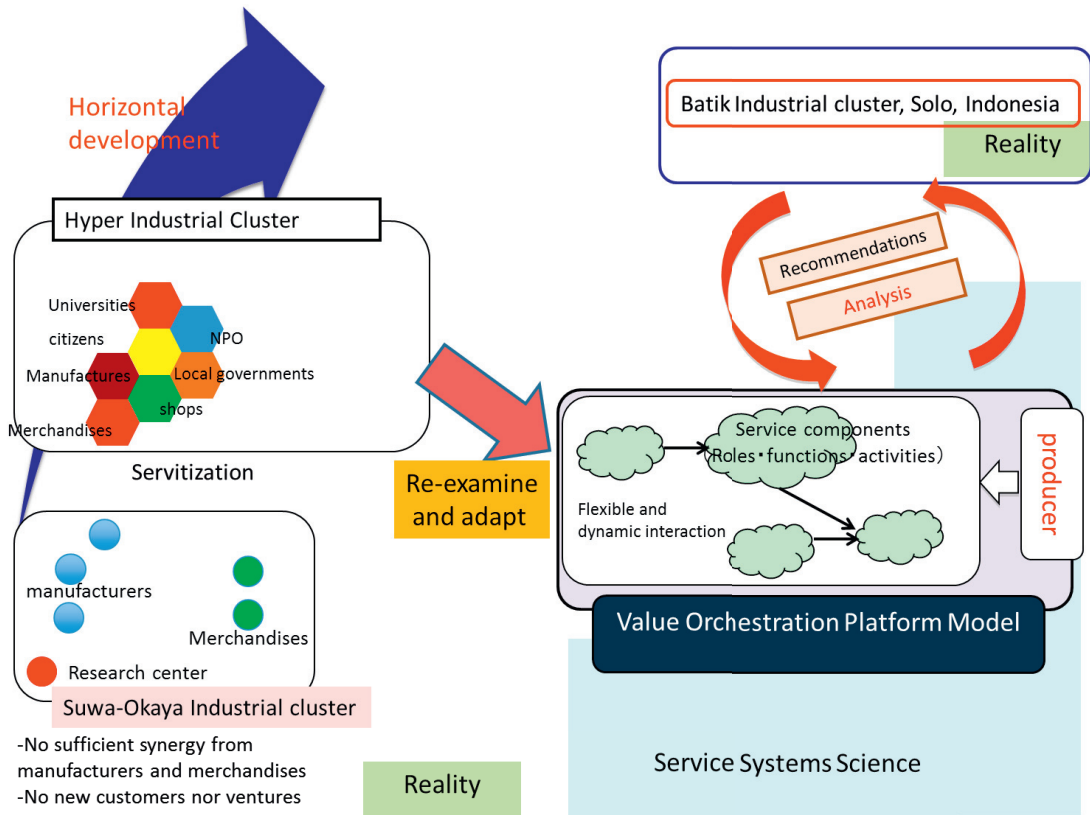 Horizontal
development
Hyper Industrial Cluster
Universities
citizens
NPO
Manufactures
Local governments
shops
Merchandises
Servitization
manufacturers
Merchandises
Research center
Suwa-Okaya Industrial cluster
-No sufficient synergy from
manufacturers and merchandises
-No new customers nor ventures
Reality
Re-examine
and adapt
Batik Industrial cluster, Solo, Indonesia
Reality
Recommendations
Analysis
Service components
(Roles・functions・activities）
Flexible and
dynamic interaction
producer
Value Orchestration Platform Model
Service Systems Science